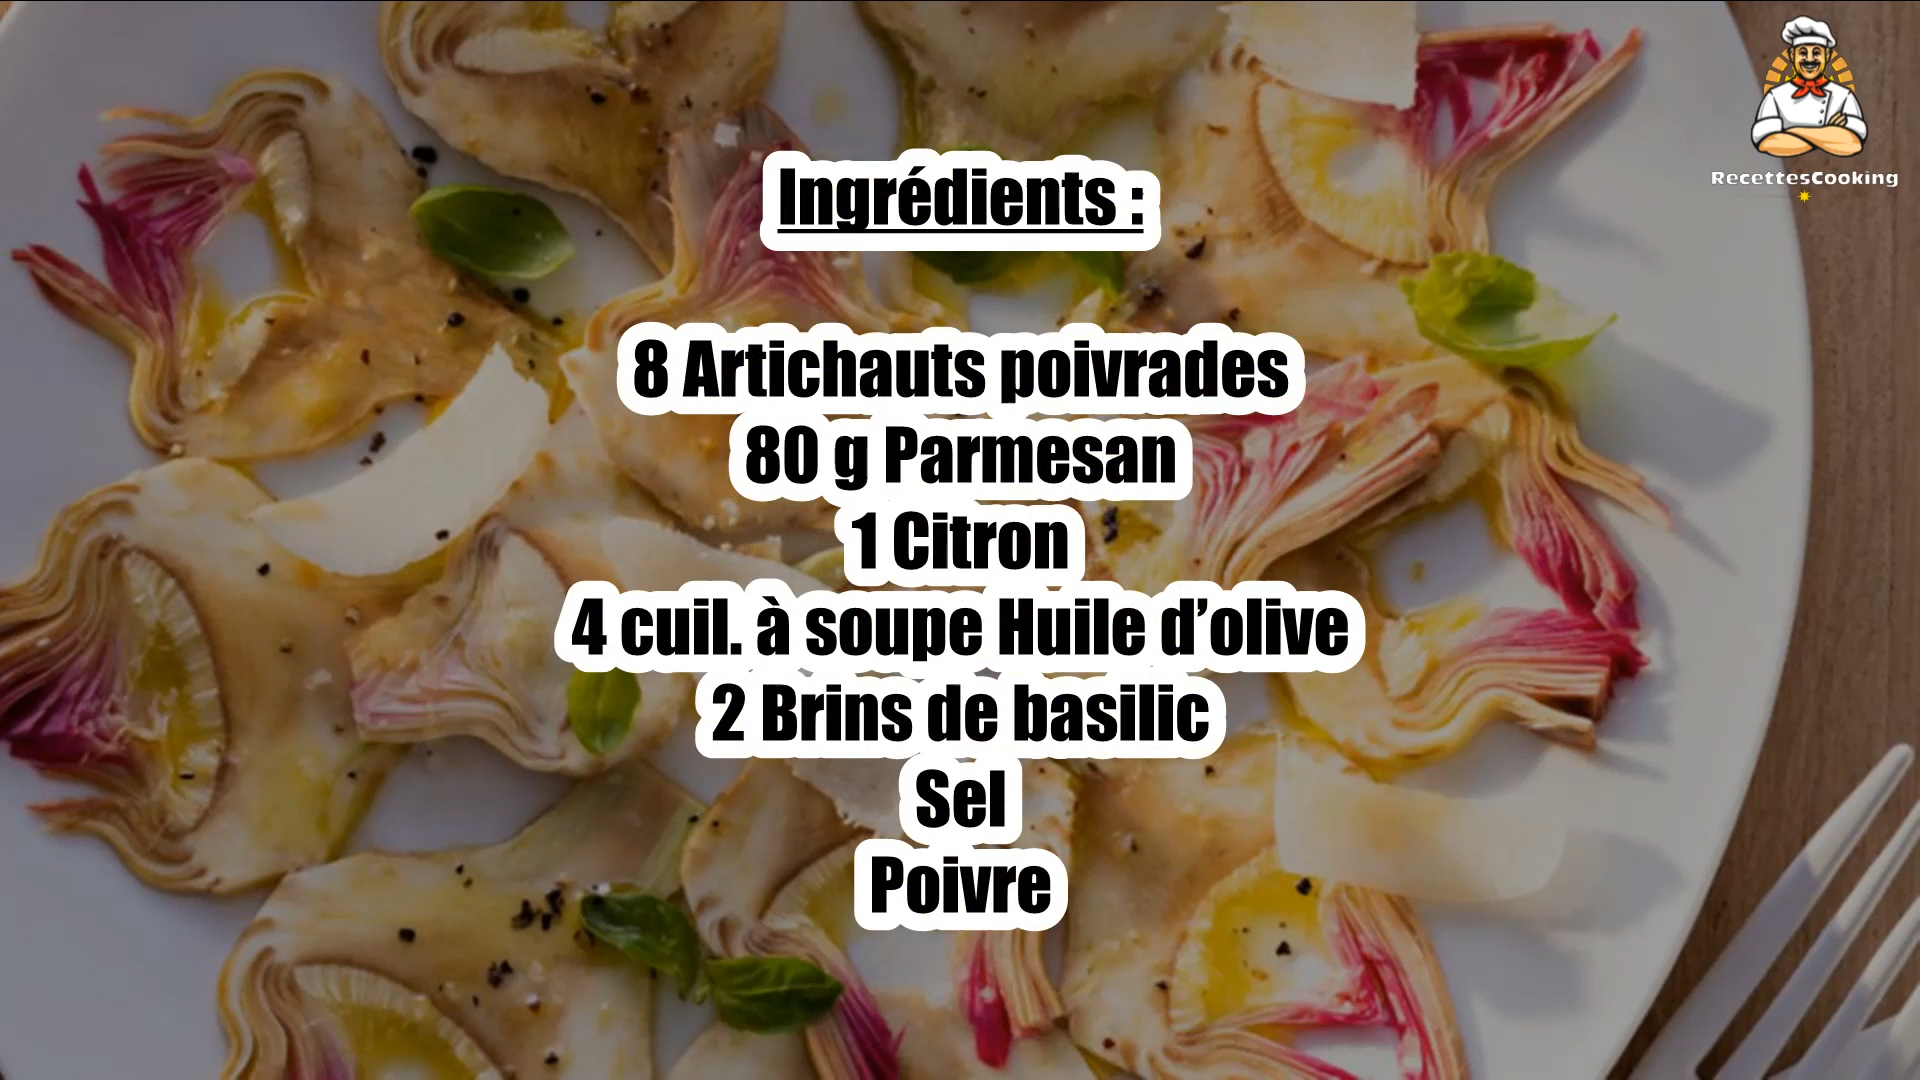 RecettesCooking
Ingrédients :
8 Artichauts poivrades
80 g Parmesan
1 Citron
4 cuil. à soupe Huile d’olive
2 Brins de basilic
Sel
Poivre